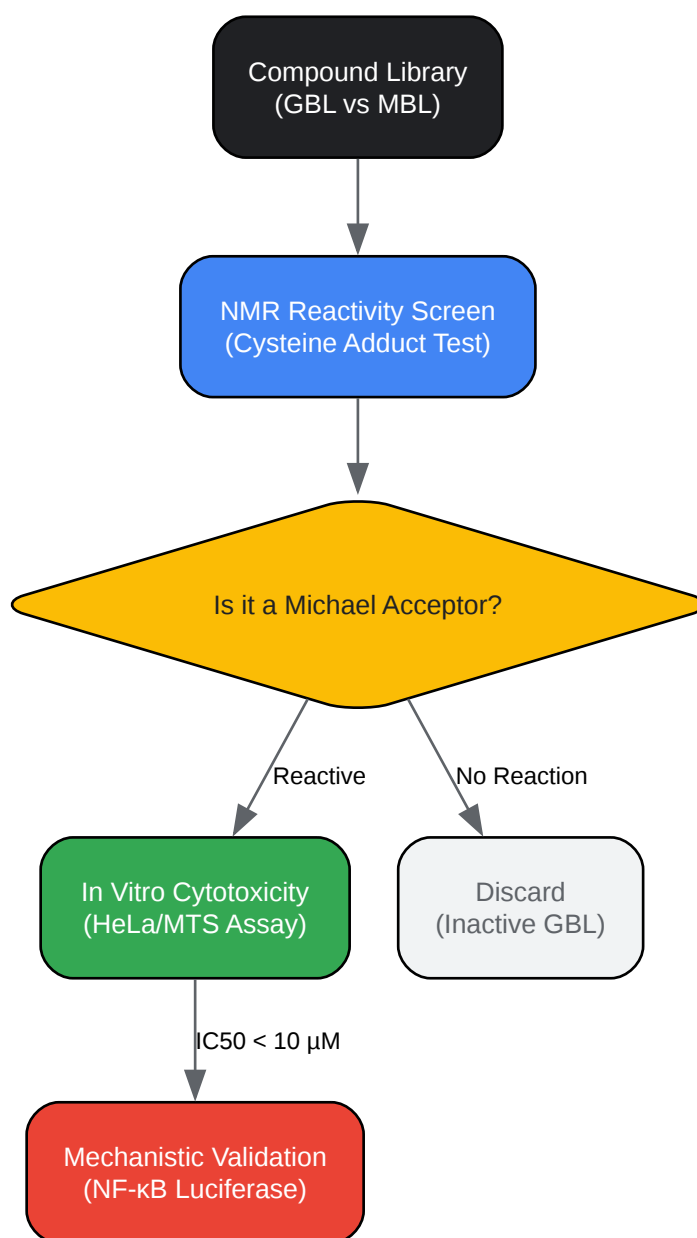 Compound Library
(GBL vs MBL)
NMR Reactivity Screen
(Cysteine Adduct Test)
Is it a Michael Acceptor?
Reactive
No Reaction
In Vitro Cytotoxicity
(HeLa/MTS Assay)
Discard
(Inactive GBL)
IC50 < 10 µM
Mechanistic Validation
(NF-κB Luciferase)